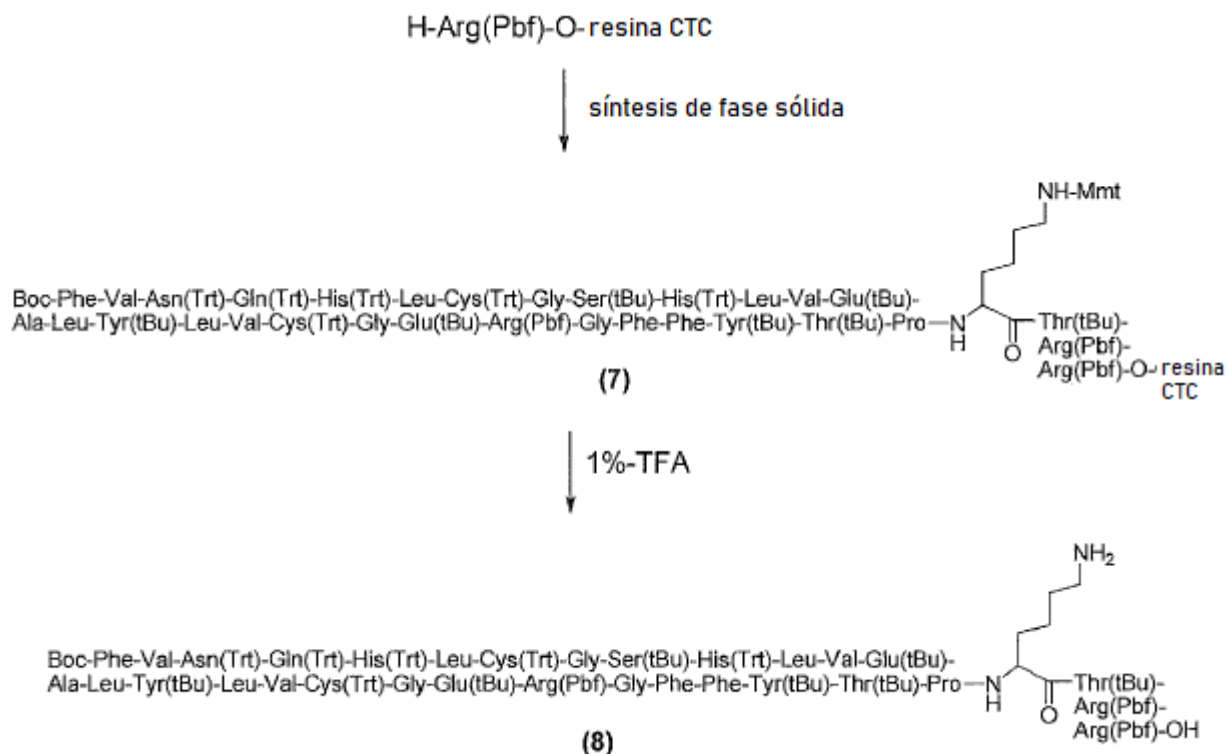 H-Arg(Pbf)-O-resina CTC
síntesis de fase sólida
NH-Mmt
Boc-Phe-Val-Asn(Trt)-Gln(Trt)-His(Trt)-Leu-Cys(Trt)-Gly-Ser(tBu)-His(Trt)-Leu-Val-Glu(tBu)-
Ala-Leu-Tyr(tBu)-Leu-Val-Cys(Trt)-Gly-Glu(tBu)-Arg(Pbf)-Gly-Phe-Phe-Tyr(tBu)-Thr(tBu)-Pro
N
H
O
Thr(tBu)-
Arg(Pbf)-
Arg(Pbf)-O-resina
CTC
(7)
1%-TFA
NH2
Boc-Phe-Val-Asn(Trt)-Gln(Trt)-His(Trt)-Leu-Cys(Trt)-Gly-Ser(tBu)-His(Trt)-Leu-Val-Glu(tBu)-
Ala-Leu-Tyr(tBu)-Leu-Val-Cys(Trt)-Gly-Glu(tBu)-Arg(Pbf)-Gly-Phe-Phe-Tyr(tBu)-Thr(tBu)-Pro
N
H
O
Thr(tBu)-
Arg(Pbf)-
Arg(Pbf)-OH
(8)